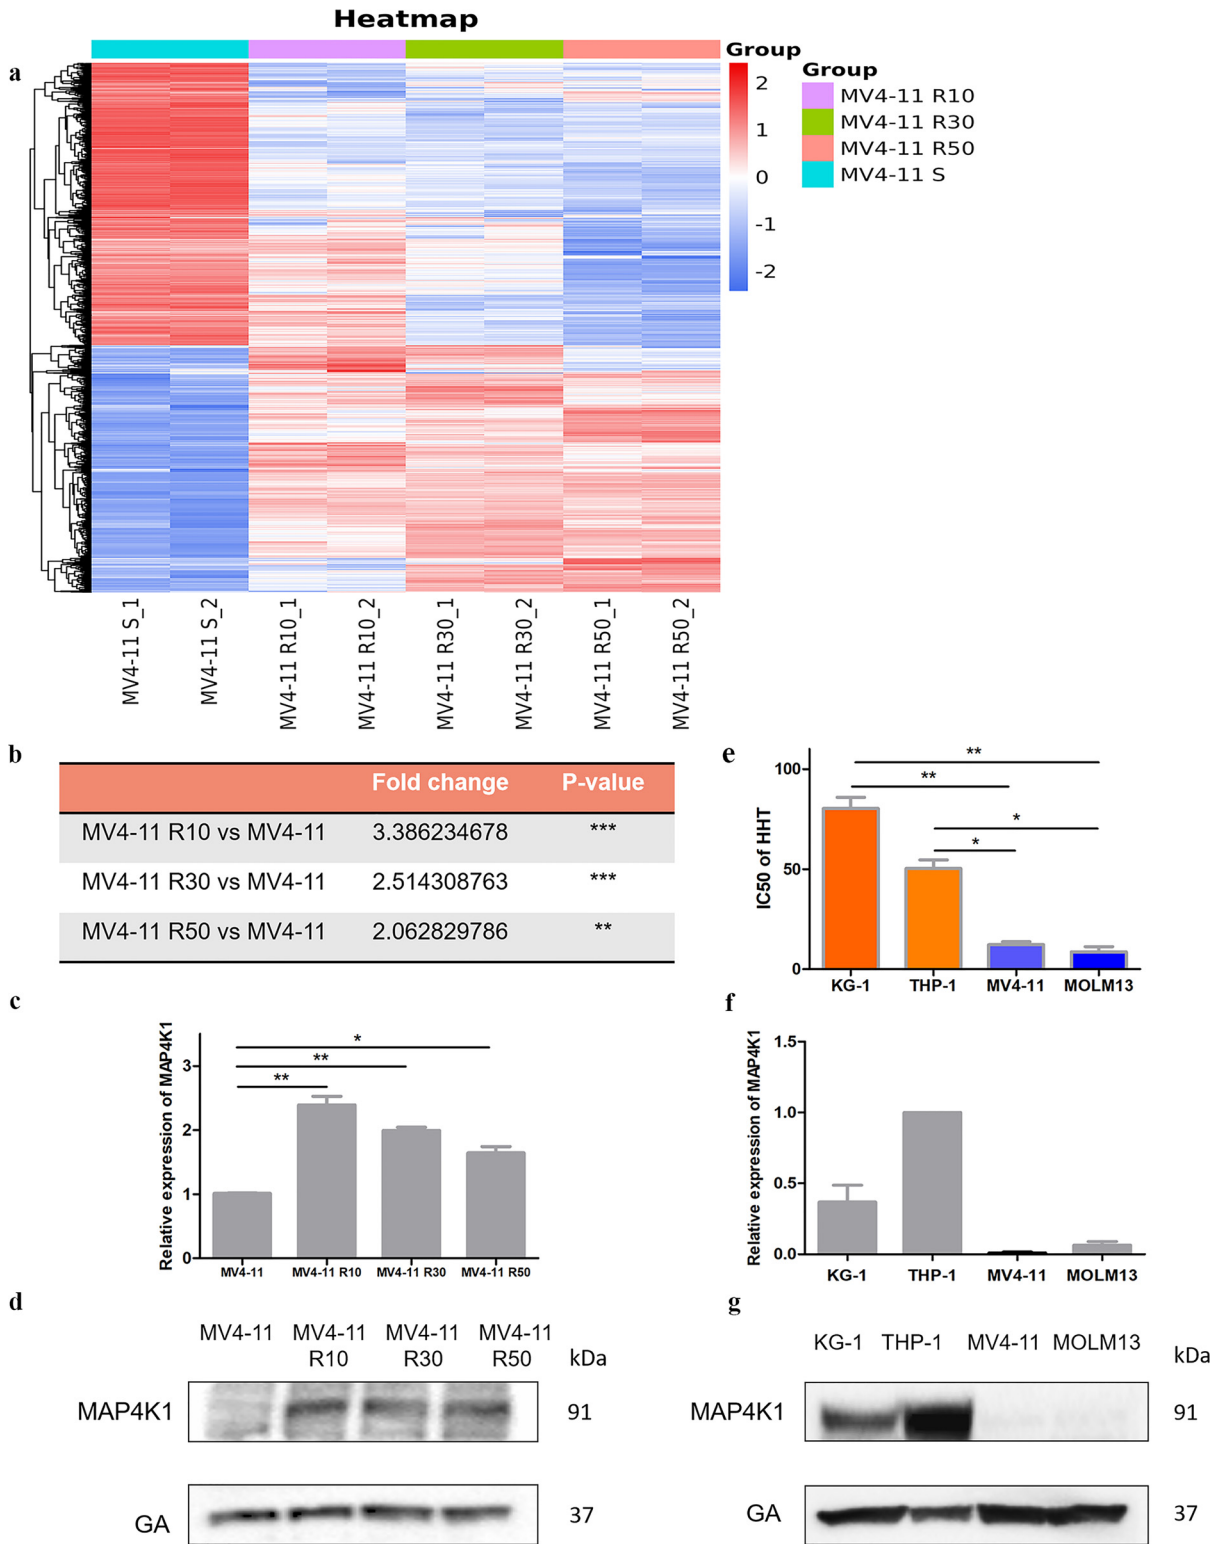 Heatmap
a
Group
2
1
0
-1
-2
Group
MV4-11 R10
MV4-11 R30
MV4-11 R50
MV4-11 S
MV4-11 S_1
MV4-11 S_2
MV4-11 R10_1
MV4-11 R10_2
MV4-11 R30_1
MV4-11 R30_2
MV4-11 R50_1
MV4-11 R50_2
b
Fold change P-value
MV4-11 R10 vs MV4-11 3.386234678 ***
MV4-11 R30 vs MV4-11 2.514308763 ***
MV4-11 R50 vs MV4-11 2.062829786 **
c
Relative expression of MAP4K1
3
2
1
0
*
**
**
MV4-11 MV4-11 R10 MV4-11 R30 MV4-11 R50
d
MV4-11 MV4-11 R10 MV4-11 R30 MV4-11 R50 kDa
MAP4K1 91
GA 37
e
IC50 of HHT
100
50
0
**
**
*
*
KG-1 THP-1 MV4-11 MOLM13
f
Relative expression of MAP4K1
1.5
1.0
0.5
0.0
KG-1 THP-1 MV4-11 MOLM13
g
KG-1 THP-1 MV4-11 MOLM13 kDa
MAP4K1 91
GA 37